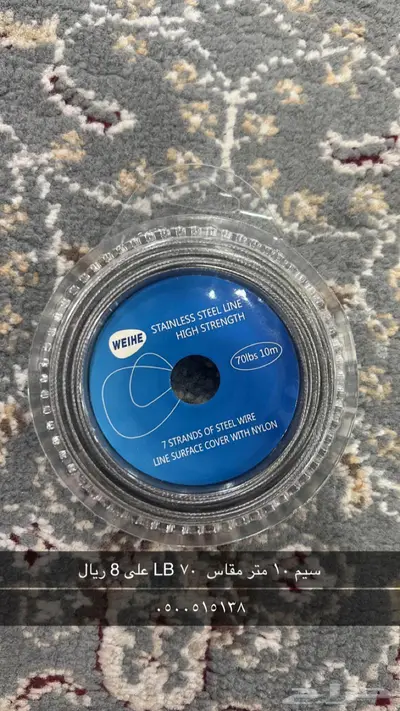 WEIHE
STAINLESS STEEL LINE
HIGH STRENGTH
70lbs 10m
7 STRANDS OF STEEL WIRE
LINE SURFACE COVER WITH NYLON
سيم ١٠ متر مقاس ٧٠ LB على 8 ريال
٠٥٠٠٥١٥١٣٨
حراج